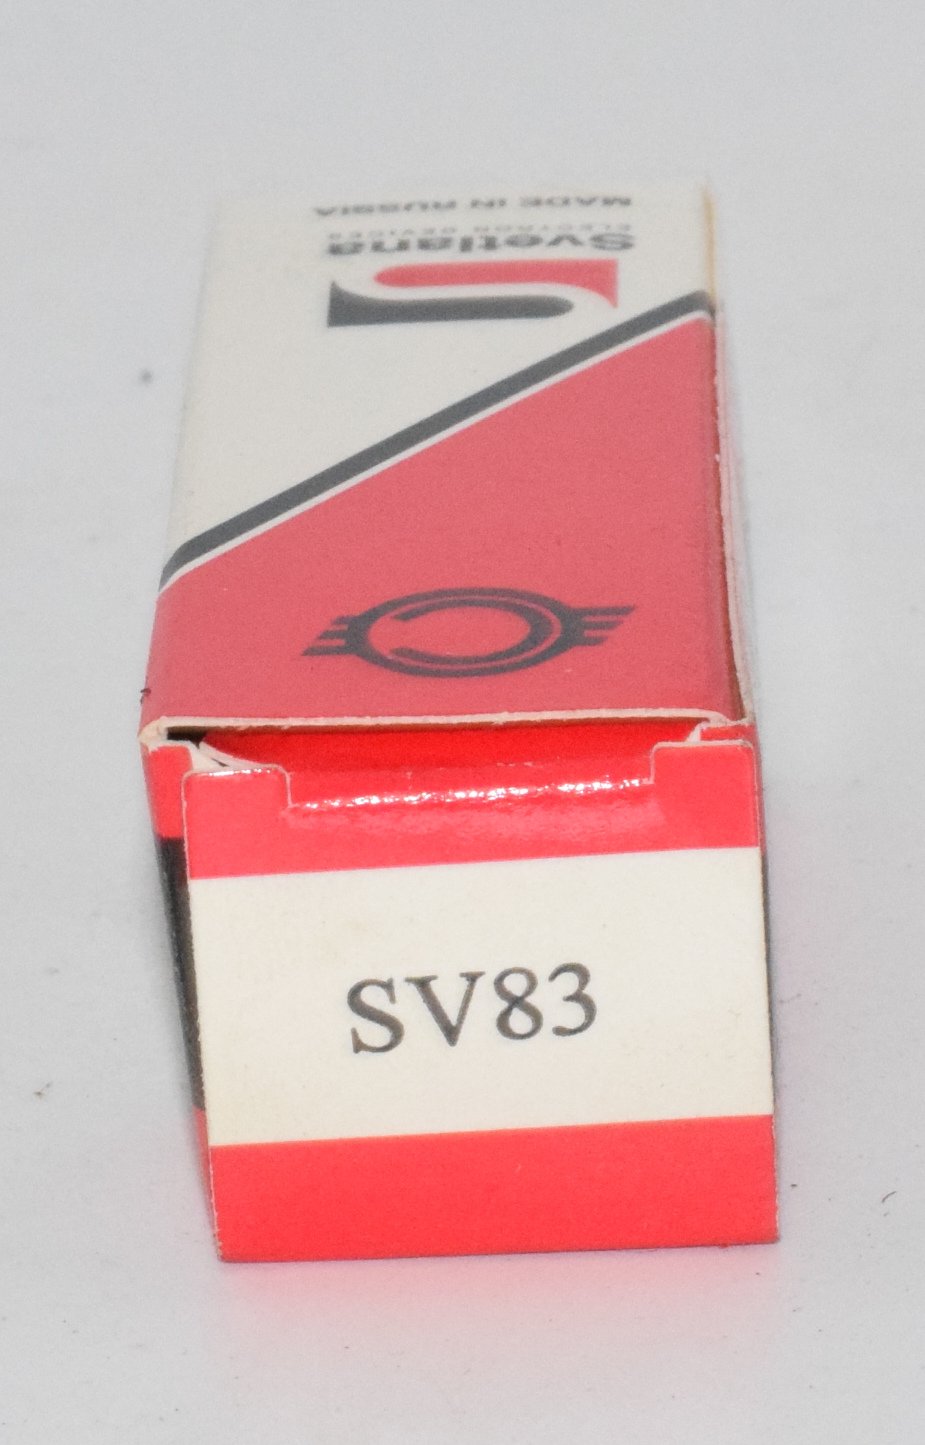 Svetlana
ELECTRON DEVICES
MADE IN RUSSIA
SV83